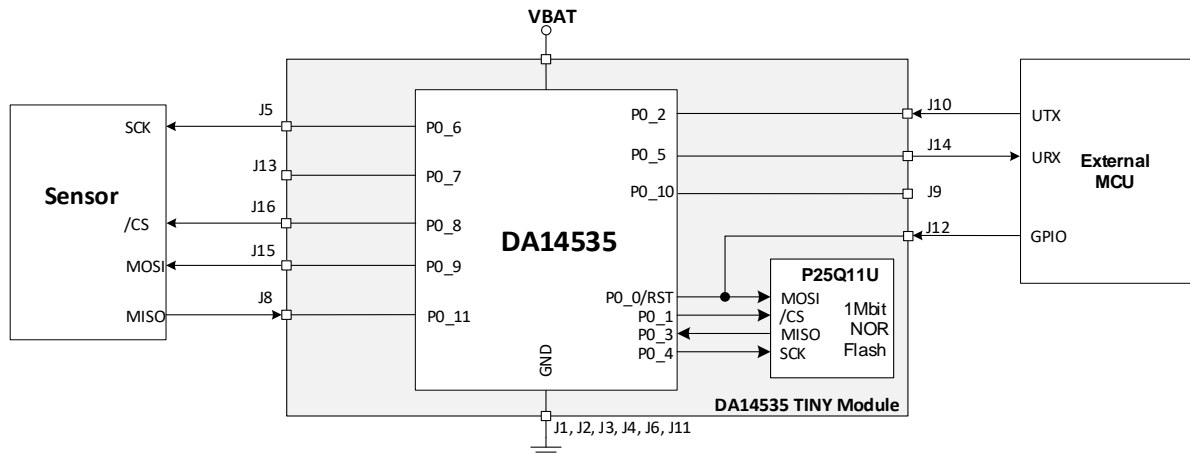 VBAT
Sensor
SCK
/CS
MOSI
MISO
J5
J13
J16
J15
J8
P0_6
P0_7
P0_8
P0_9
P0_11
DA14535
GND
P0_2
P0_5
P0_10
P0_0/RST
P0_1
P0_3
P0_4
P25Q11U
MOSI
/CS
MISO
SCK
1Mbit
NOR
Flash
DA14535 TINY Module
J1, J2, J3, J4, J6, J11
J10
J14
J9
J12
UTX
URX
GPIO
External
MCU